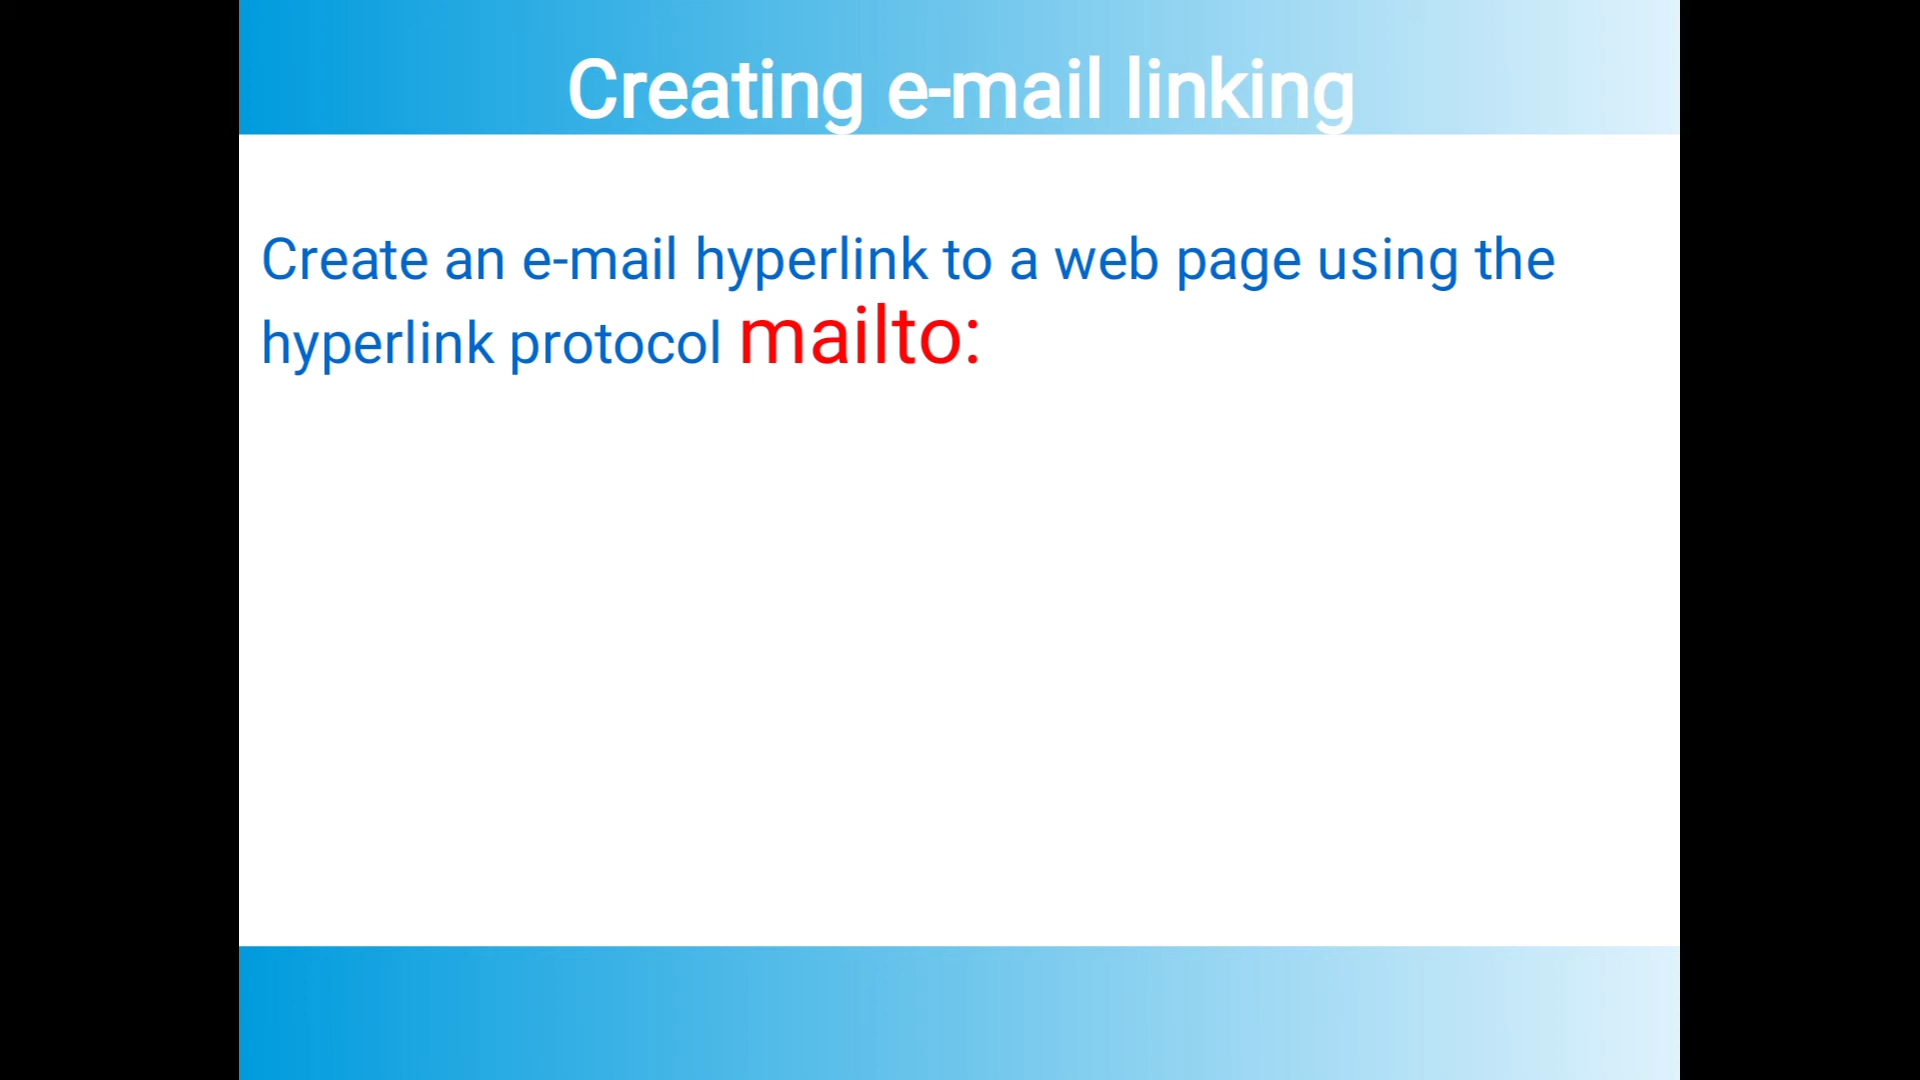 Creating e-mail linking
Create an e-mail hyperlink to a web page using the
hyperlink protocol mailto: